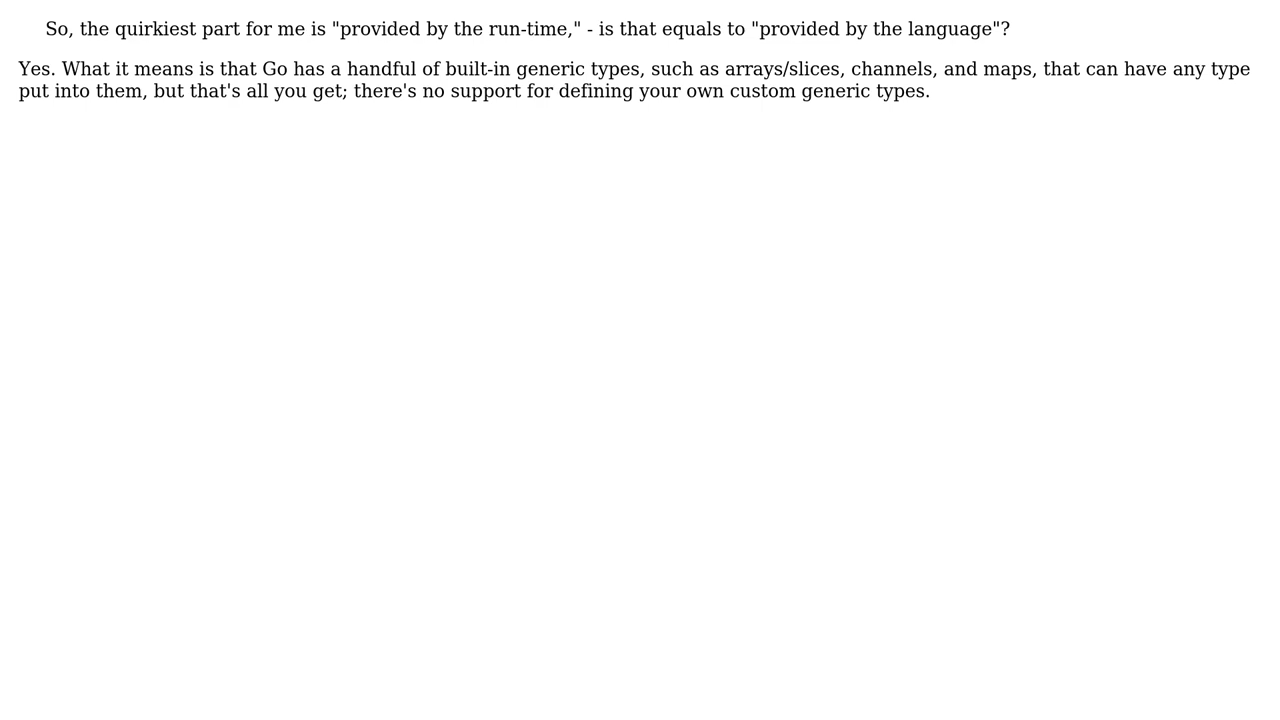 So, the quirkiest part for me is "provided by the run-time," - is that equals to "provided by the language"?
Yes. What it means is that Go has a handful of built-in generic types, such as arrays/slices, channels, and maps, that can have any type
put into them, but that's all you get; there's no support for defining your own custom generic types.